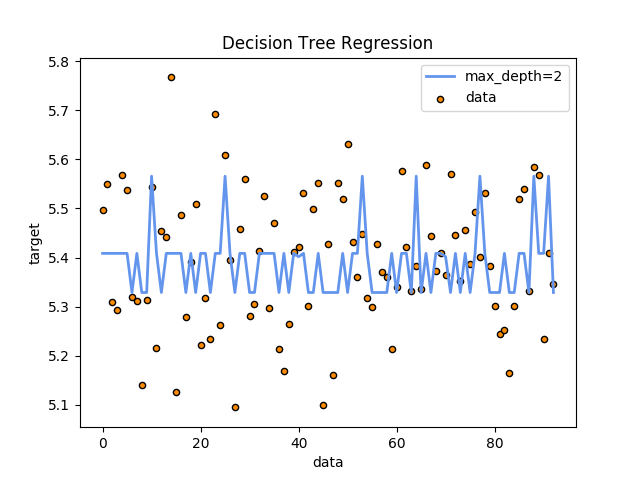 Decision Tree Regression
max_depth=2
data
target
5.8
5.7
5.6
5.5
5.4
5.3
5.2
5.1
0 20 40 60 80
data